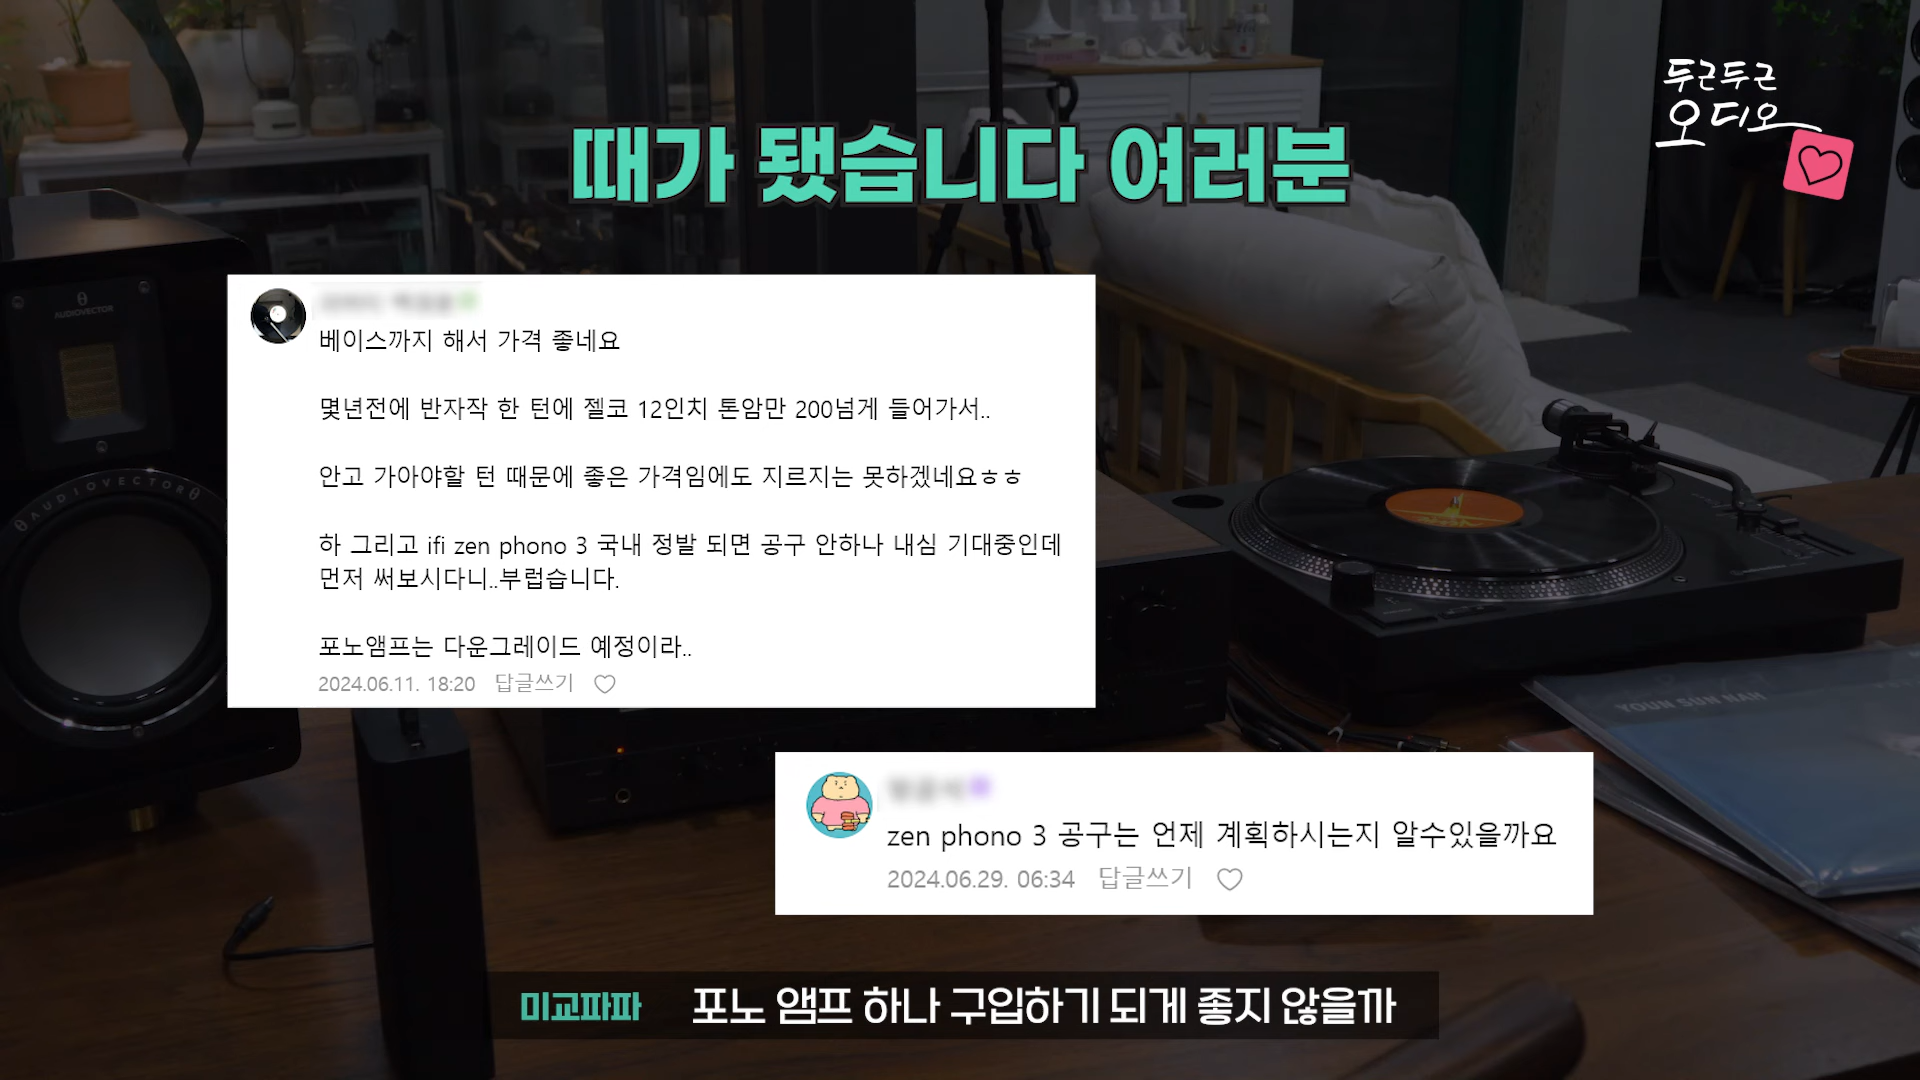 두근두근
오디오
때가 됐습니다 여러분
베이스까지 해서 가격 좋네요
몇년전에 반자작 한 턴에 젤코 12인치 톤암만 200넘게 들어가서..
안고 가아야할 턴 때문에 좋은 가격임에도 지르지는 못하겠네요ㅎㅎ
하 그리고 ifi zen phono 3 국내 정발 되면 공구 안하나 내심 기대중인데
먼저 써보시다니..부럽습니다.
포노앰프는 다운그레이드 예정이라..
2024.06.11. 18:20 답글쓰기
zen phono 3 공구는 언제 계획하시는지 알수있을까요
2024.06.29. 06:34 답글쓰기
미교파파 포노 앰프 하나 구입하기 되게 좋지 않을까
AUDIOVECTOR
AUDIOVECTOR
YOUN SUN NAH